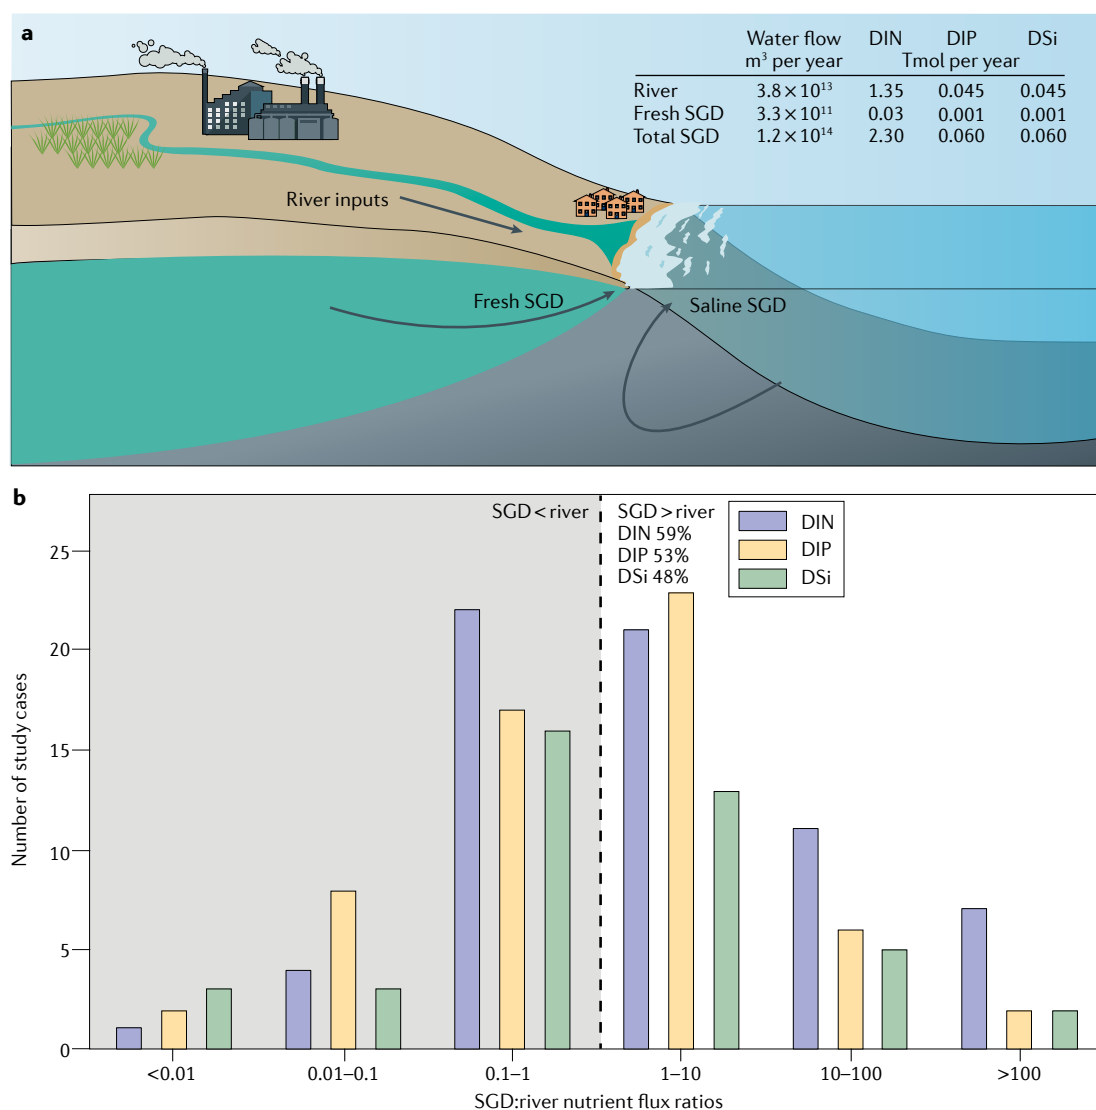 a
Water flow DIN DIP DSi
m³ per year Tmol per year
River 3.8 × 10¹³ 1.35 0.045 0.045
Fresh SGD 3.3 × 10¹¹ 0.03 0.001 0.001
Total SGD 1.2 × 10¹⁴ 2.30 0.060 0.060
River inputs
Fresh SGD
Saline SGD
b
SGD < river
SGD > river
DIN 59%
DIP 53%
DSi 48%
DIN
DIP
DSi
Number of study cases
25
20
15
10
5
0
<0.01 0.01–0.1 0.1–1 1–10 10–100 >100
SGD:river nutrient flux ratios